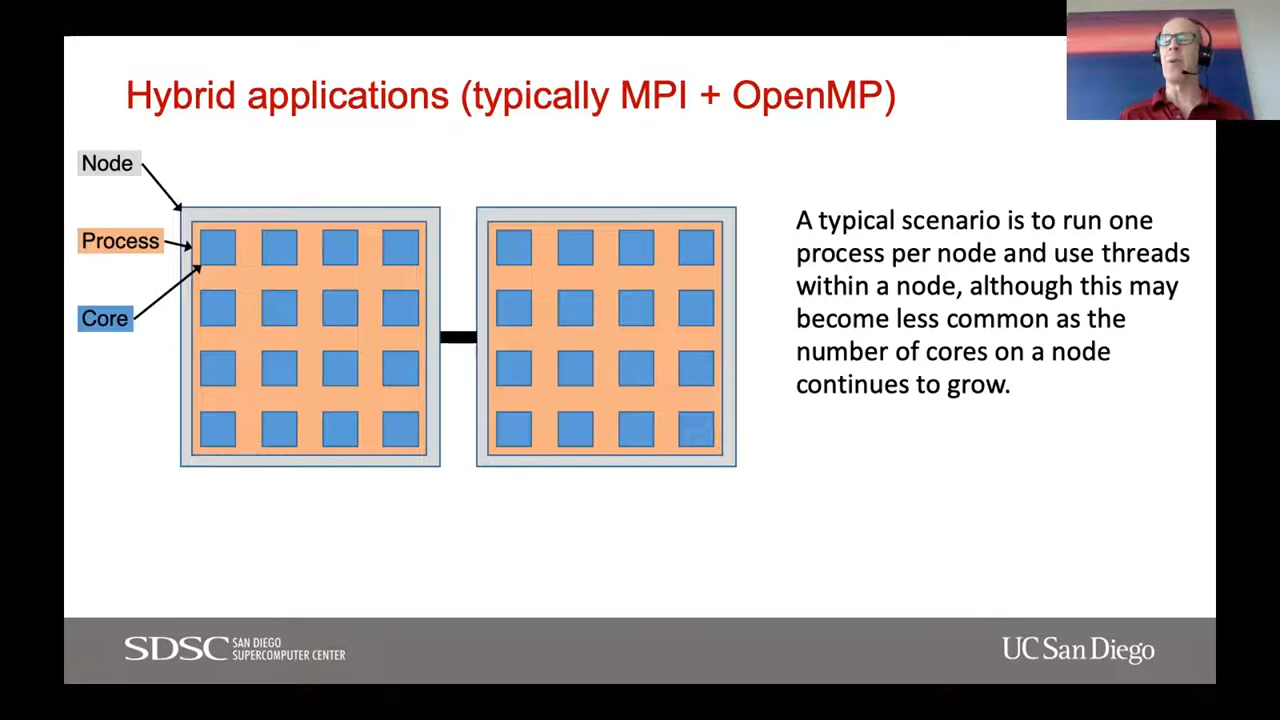 Hybrid applications (typically MPI + OpenMP)
Node
Process
Core
A typical scenario is to run one
process per node and use threads
within a node, although this may
become less common as the
number of cores on a node
continues to grow.
SDSC SAN DIEGO
SUPERCOMPUTER CENTER
UC San Diego